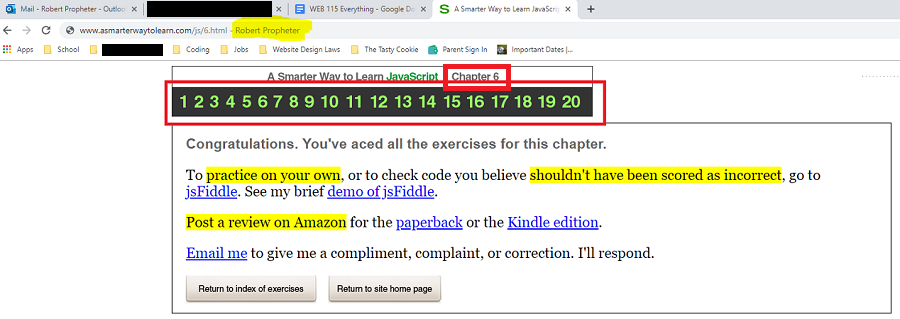 Mail - Robert Propheter - Outloo
WEB 115 Everything - Google Do
A Smarter Way to Learn JavaScrip
www.asmarterwaytolearn.com/js/6.html - Robert Propheter
Apps School Coding Jobs Website Design Laws The Tasty Cookie Parent Sign In Important Dates |...
A Smarter Way to Learn JavaScript Chapter 6
1 2 3 4 5 6 7 8 9 10 11 12 13 14 15 16 17 18 19 20
Congratulations. You've aced all the exercises for this chapter.
To practice on your own, or to check code you believe shouldn't have been scored as incorrect, go to
jsFiddle. See my brief demo of jsFiddle.
Post a review on Amazon for the paperback or the Kindle edition.
Email me to give me a compliment, complaint, or correction. I'll respond.
Return to index of exercises
Return to site home page